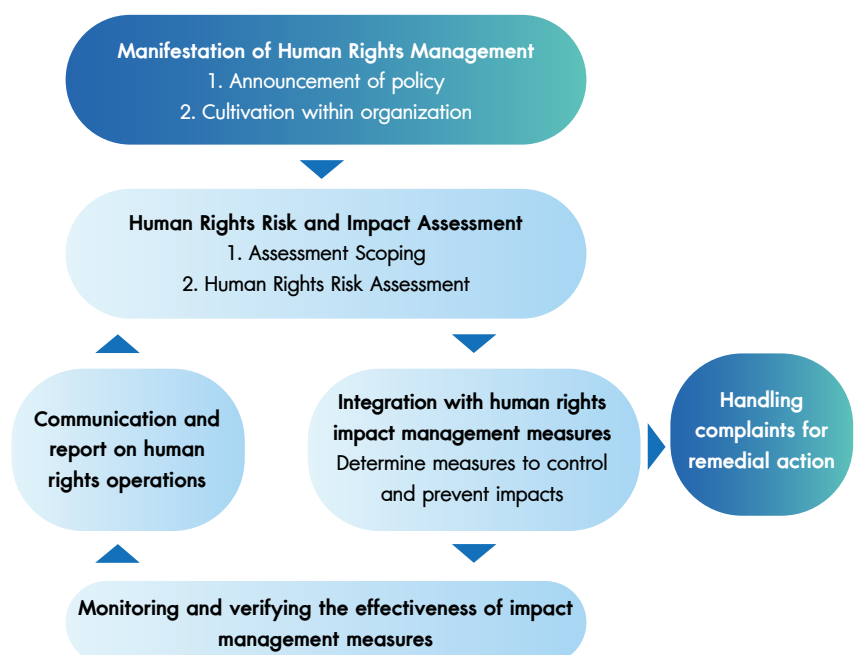 Manifestation of Human Rights Management
1. Announcement of policy
2. Cultivation within organization
Human Rights Risk and Impact Assessment
1. Assessment Scoping
2. Human Rights Risk Assessment
Communication and
report on human
rights operations
Integration with human rights
impact management measures
Determine measures to control
and prevent impacts
Handling
complaints for
remedial action
Monitoring and verifying the effectiveness of impact
management measures